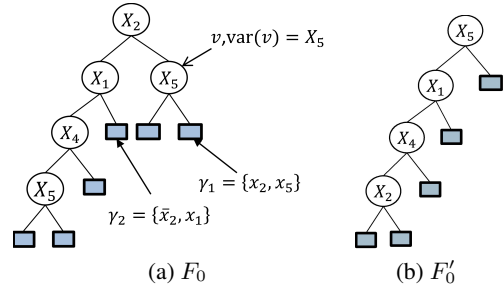 X₂
v,var(v) = X₅
X₅
X₁
X₅
X₁
X₄
X₄
X₅
γ₁ = {x₂, x₅}
X₂
γ₂ = {x̄₂, x₁}
(a) F₀
(b) F₀′